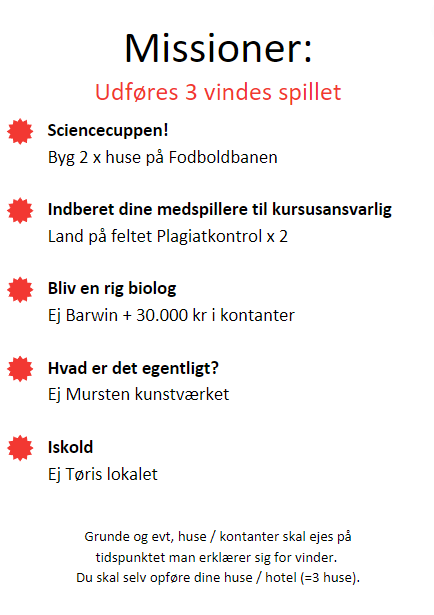 Missioner:
Udføres 3 vindes spillet
Sciencecuppen!
Byg 2 x huse på Fodboldbanen
Indberet dine medspillere til kursusansvarlig
Land på feltet Plagiatkontrol x 2
Bliv en rig biolog
Ej Barwin + 30.000 kr i kontanter
Hvad er det egentligt?
Ej Mursten kunstværket
Iskold
Ej Tøris lokalet
Grunde og evt, huse / kontanter skal ejes på
tidspunktet man erklærer sig for vinder.
Du skal selv opføre dine huse / hotel (=3 huse).